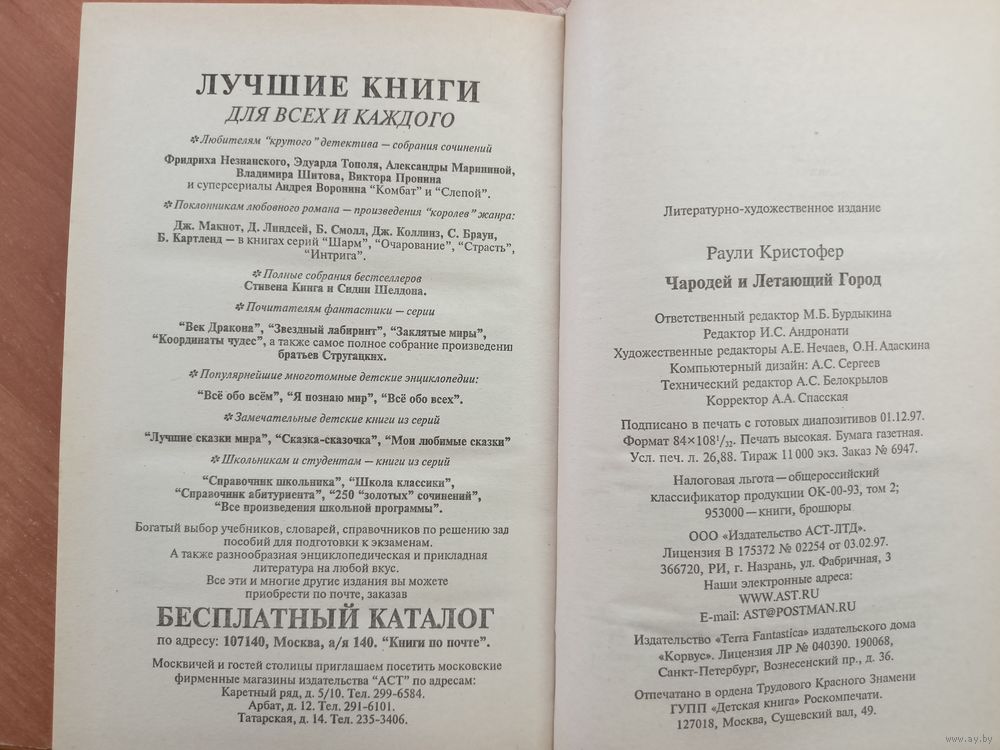 ЛУЧШИЕ КНИГИ
ДЛЯ ВСЕХ И КАЖДОГО
✽ Любителям “крутого” детектива – собрания сочинений
Фридриха Незнанского, Эдуарда Тополя, Александры Марининой,
Владимира Шитова, Виктора Пронина
и суперсериалы Андрея Воронина “Комбат” и “Слепой”.
✽ Поклонникам любовного романа – произведения “королев” жанра:
Дж. Макнот, Д. Линдсей, Б. Смолл, Дж. Коллинз, С. Браун,
Б. Картленд – в книгах серий “Шарм”, “Очарование”, “Страсть”,
“Интрига”.
✽ Полные собрания бестселлеров
Стивена Кинга и Сидни Шелдона.
✽ Почитателям фантастики – серии
“Век Дракона”, “Звездный лабиринт”, “Заклятые миры”,
“Координаты чудес”, а также самое полное собрание произведени
братьев Стругацких.
✽ Популярнейшие многотомные детские энциклопедии:
“Всё обо всём”, “Я познаю мир”, “Всё обо всех”.
✽ Замечательные детские книги из серий
“Лучшие сказки мира”, “Сказка-сказочка”, “Мои любимые сказки”
✽ Школьникам и студентам – книги из серий
“Справочник школьника”, “Школа классики”,
“Справочник абитуриента”, “250 “золотых” сочинений”,
“Все произведения школьной программы”.
Богатый выбор учебников, словарей, справочников по решению зад
пособий для подготовки к экзаменам.
А также разнообразная энциклопедическая и прикладная
литература на любой вкус.
Все эти и многие другие издания вы можете
приобрести по почте, заказав
БЕСПЛАТНЫЙ КАТАЛОГ
по адресу: 107140, Москва, а/я 140. “Книги по почте”.
Москвичей и гостей столицы приглашаем посетить московские
фирменные магазины издательства “АСТ” по адресам:
Каретный ряд, д. 5/10. Тел. 299-6584.
Арбат, д. 12. Тел. 291-6101.
Татарская, д. 14. Тел. 235-3406.
Литературно-художественное издание
Раули Кристофер
Чародей и Летающий Город
Ответственный редактор М.Б. Бурдыкина
Редактор И.С. Андронати
Художественные редакторы А.Е. Нечаев, О.Н. Адаскина
Компьютерный дизайн: А.С. Сергеев
Технический редактор А.С. Белокрылов
Корректор А.А. Спасская
Подписано в печать с готовых диапозитивов 01.12.97.
Формат 84×108¹/₃₂. Печать высокая. Бумага газетная.
Усл. печ. л. 26,88. Тираж 11 000 экз. Заказ № 6947.
Налоговая льгота – общероссийский
классификатор продукции ОК-00-93, том 2;
953000 – книги, брошюры
ООО «Издательство АСТ-ЛТД».
Лицензия В 175372 № 02254 от 03.02.97.
366720, РИ, г. Назрань, ул. Фабричная, 3
Наши электронные адреса:
WWW.AST.RU
E-mail: AST@POSTMAN.RU
Издательство «Terra Fantastica» издательского дома
«Корвус». Лицензия ЛР № 040390. 190068,
Санкт-Петербург, Вознесенский пр., д. 36.
Отпечатано в ордена Трудового Красного Знамени
ГУПП «Детская книга» Роскомпечати.
127018, Москва, Сущевский вал, 49.
www.ay.by